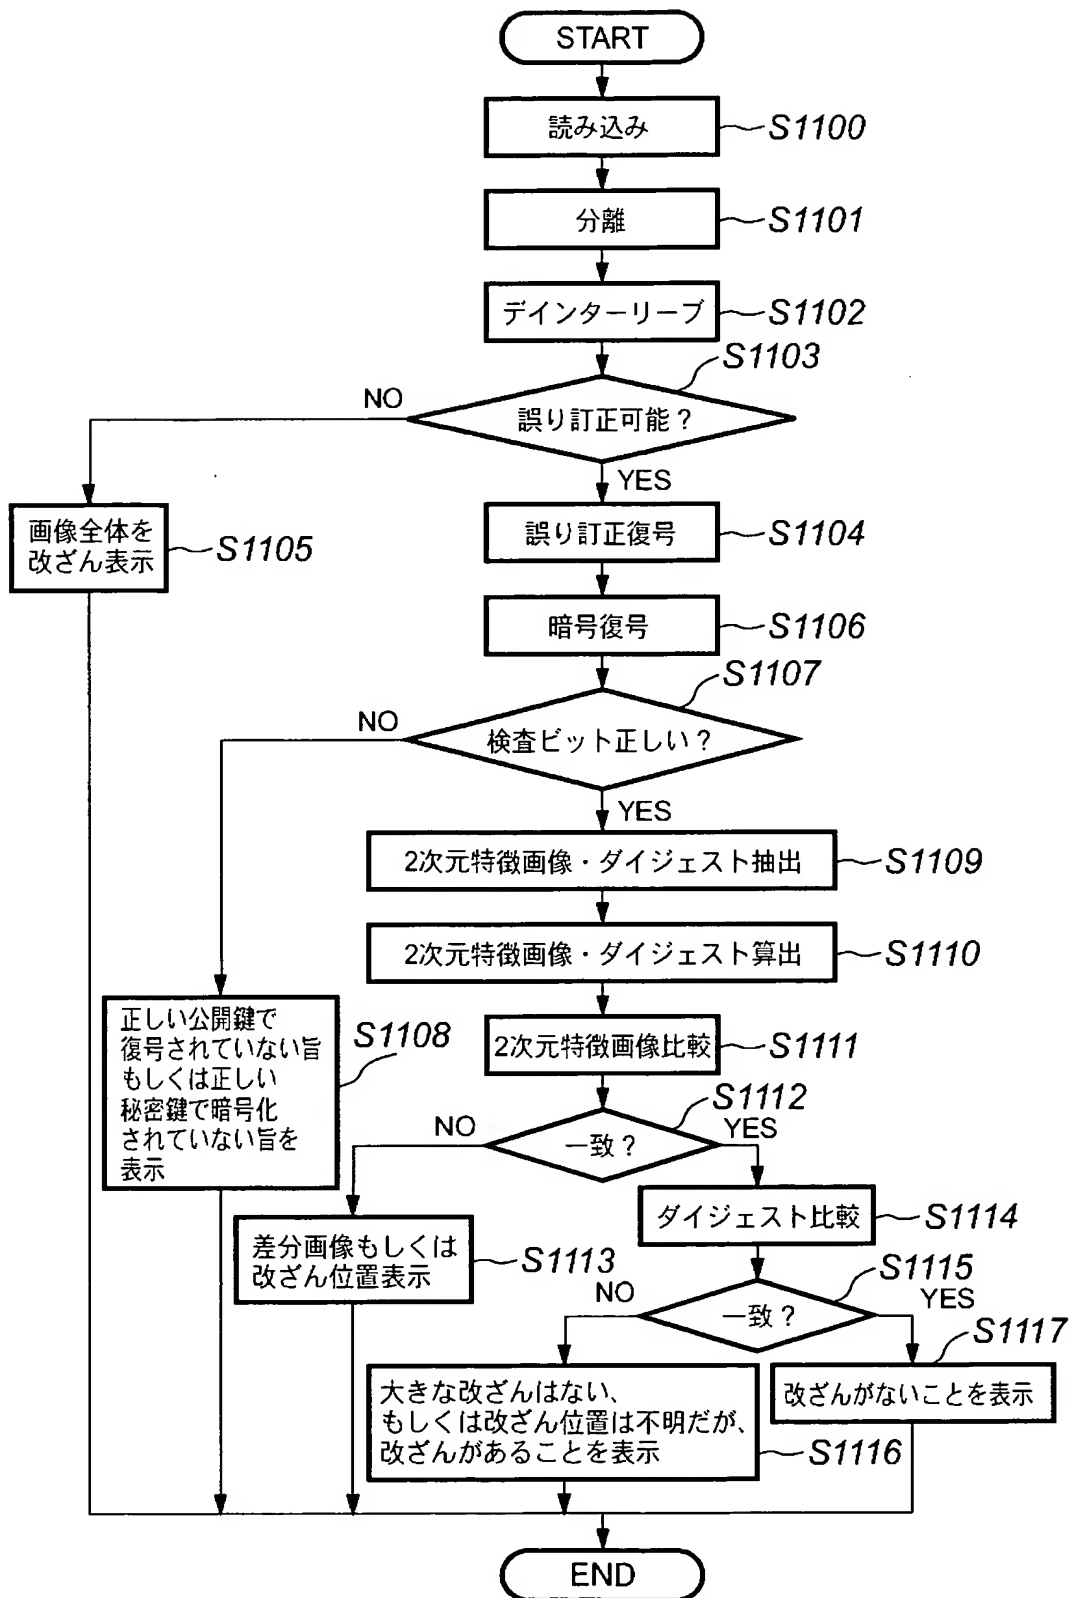 START
読み込み
S1100
分離
S1101
デインターリーブ
S1102
S1103
NO
誤り訂正可能？
YES
画像全体を
改ざん表示
S1105
誤り訂正復号
S1104
暗号復号
S1106
S1107
NO
検査ビット正しい？
YES
2次元特徴画像・ダイジェスト抽出
S1109
2次元特徴画像・ダイジェスト算出
S1110
正しい公開鍵で
復号されていない旨
もしくは正しい
秘密鍵で暗号化
されていない旨を
表示
S1108
2次元特徴画像比較
S1111
S1112
NO
一致？
YES
ダイジェスト比較
S1114
差分画像もしくは
改ざん位置表示
S1113
S1115
NO
一致？
YES
S1117
大きな改ざんはない、
もしくは改ざん位置は不明だが、
改ざんがあることを表示
S1116
改ざんがないことを表示
END